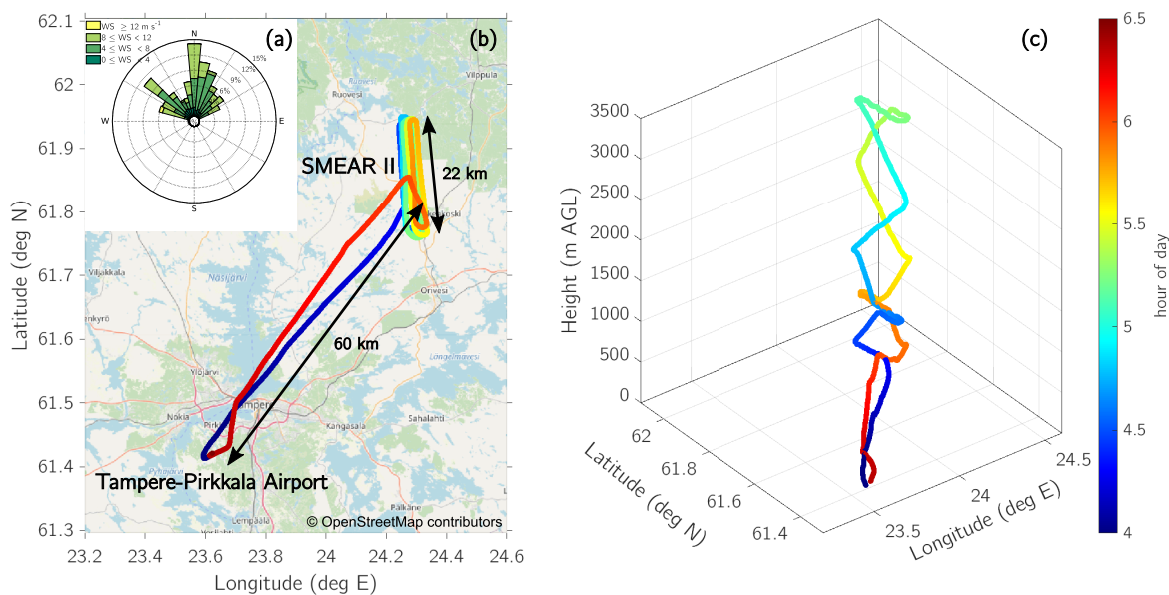 WS ≥ 12 m s⁻¹
8 ≤ WS < 12
4 ≤ WS < 8
0 ≤ WS < 4
(a)
N
E
S
W
15%
12%
9%
6%
(b)
62.1
62
61.9
61.8
61.7
61.6
61.5
61.4
61.3
Latitude (deg N)
Vilppula
Ruovesi
Ruovesi
SMEAR II
22 km
Viljakkala
Näsijärvi
Orivesi
60 km
Längelmävesi
Ylöjärvi
Nokia
Kangasala
Sahalahti
Pyhäjärvi
Tampere-Pirkkala Airport
Lempäälä
Pälkäne
© OpenStreetMap contributors
23.2
23.4
23.6
23.8
24
24.2
24.4
24.6
Longitude (deg E)
(c)
3500
3000
2500
2000
1500
1000
500
0
Height (m AGL)
62
61.8
61.6
61.4
Latitude (deg N)
23.5
24
24.5
Longitude (deg E)
6.5
6
5.5
5
4.5
4
hour of day